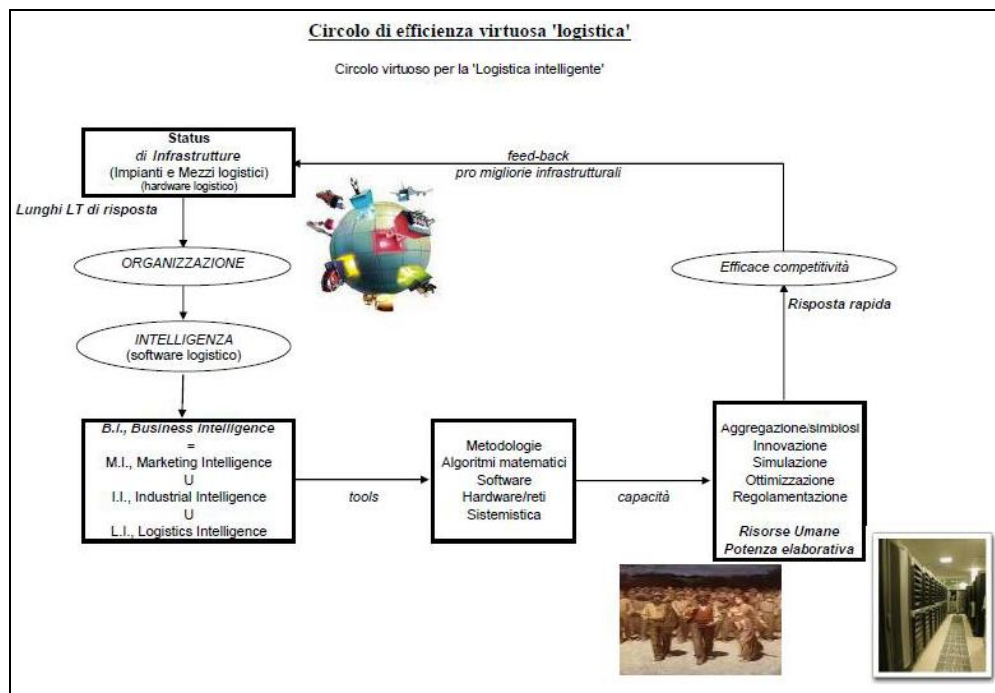 Circolo di efficienza virtuosa 'logistica'
Circolo virtuoso per la 'Logistica intelligente'
Status
di Infrastrutture
(Impianti e Mezzi logistici)
(hardware logistico)
feed-back
pro migliorie infrastrutturali
Lunghi LT di risposta
ORGANIZZAZIONE
Efficace competitività
Risposta rapida
INTELLIGENZA
(software logistico)
B.I., Business Intelligence
=
M.I., Marketing Intelligence
U
I.I., Industrial Intelligence
U
L.I., Logistics Intelligence
tools
Metodologie
Algoritmi matematici
Software
Hardware/reti
Sistemistica
capacità
Aggregazione/simbiosi
Innovazione
Simulazione
Ottimizzazione
Regolamentazione
Risorse Umane
Potenza elaborativa